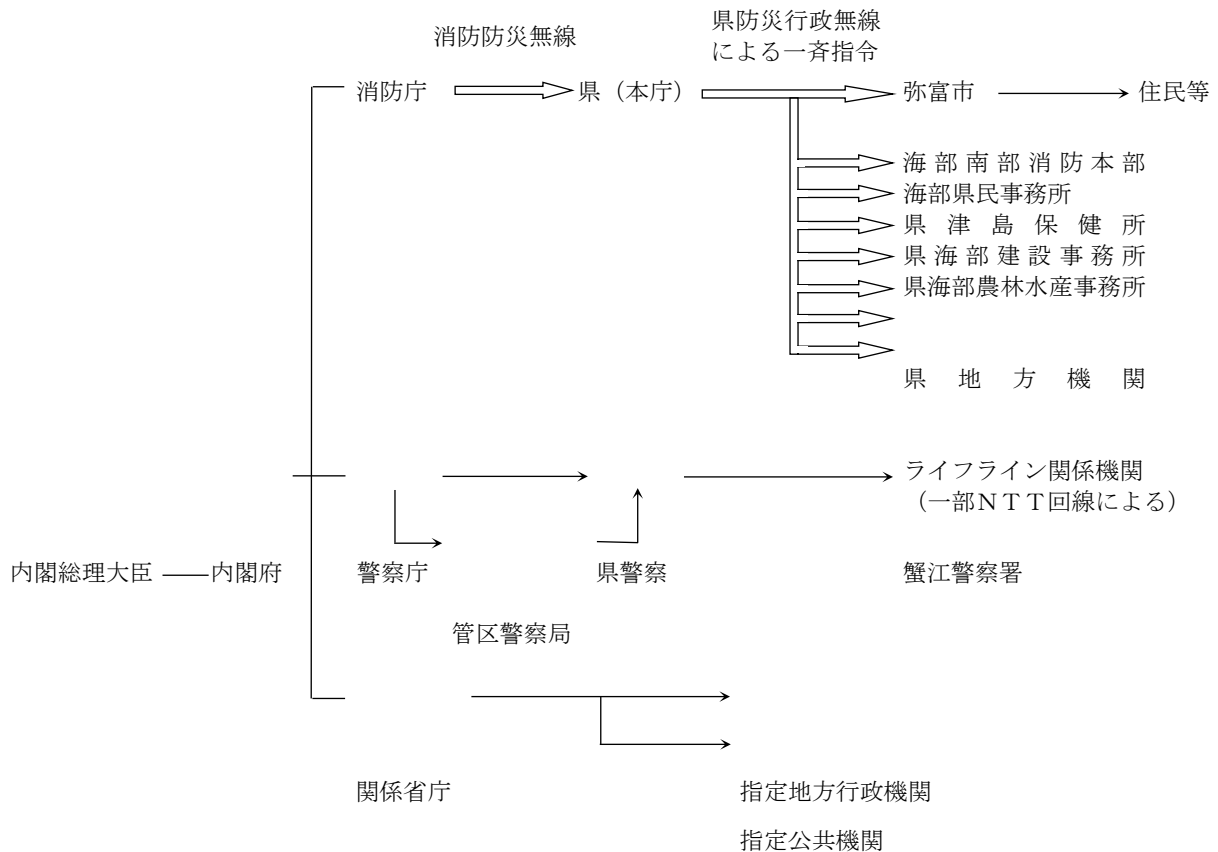 消防防災無線
県防災行政無線
による一斉指令
消防庁
県（本庁）
弥富市
住民等
海部南部消防本部
海部県民事務所
県津島保健所
県海部建設事務所
県海部農林水産事務所
県地方機関
ライフライン関係機関
（一部ＮＴＴ回線による）
内閣総理大臣
内閣府
警察庁
県警察
蟹江警察署
管区警察局
関係省庁
指定地方行政機関
指定公共機関